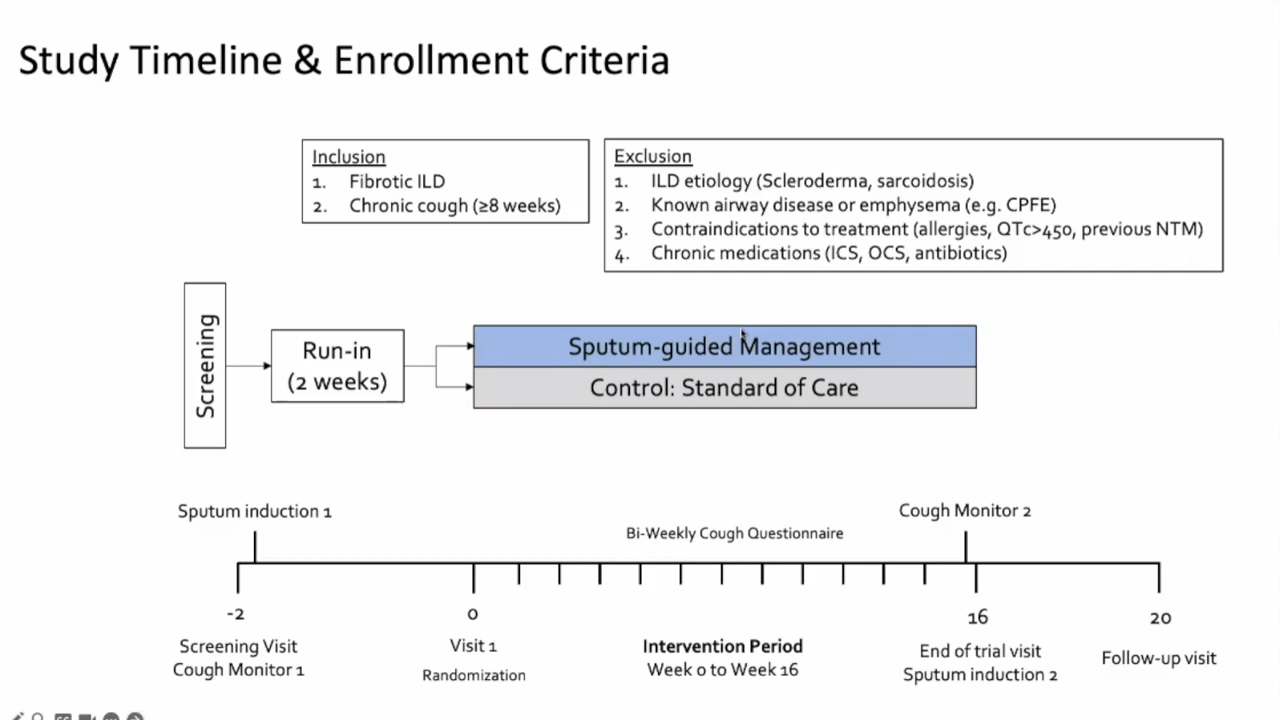 Study Timeline & Enrollment Criteria
Inclusion
1. Fibrotic ILD
2. Chronic cough (≥8 weeks)
Exclusion
1. ILD etiology (Scleroderma, sarcoidosis)
2. Known airway disease or emphysema (e.g. CPFE)
3. Contraindications to treatment (allergies, QTc>450, previous NTM)
4. Chronic medications (ICS, OCS, antibiotics)
Screening
Run-in
(2 weeks)
Sputum-guided Management
Control: Standard of Care
Sputum induction 1
Bi-Weekly Cough Questionnaire
Cough Monitor 2
-2
0
16
20
Screening Visit
Cough Monitor 1
Visit 1
Randomization
Intervention Period
Week 0 to Week 16
End of trial visit
Sputum induction 2
Follow-up visit